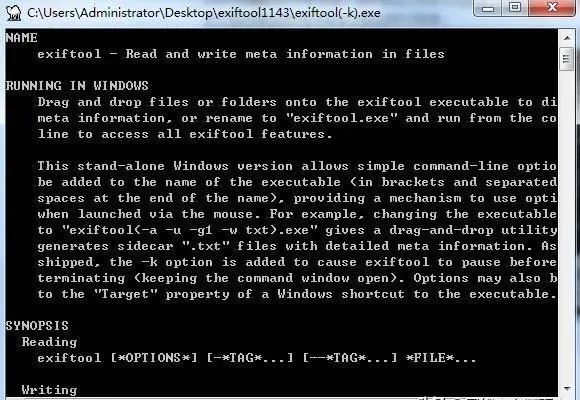 C:\Users\Administrator\Desktop\exiftool1143\exiftool(-k).exe
NAME
exiftool - Read and write meta information in files
RUNNING IN WINDOWS
Drag and drop files or folders onto the exiftool executable to di
meta information, or rename to "exiftool.exe" and run from the co
line to access all exiftool features.
This stand-alone Windows version allows simple command-line optio
be added to the name of the executable (in brackets and separated
spaces at the end of the name), providing a mechanism to use opti
when launched via the mouse. For example, changing the executable
to "exiftool(-a -u -g1 -w txt).exe" gives a drag-and-drop utility
generates sidecar ".txt" files with detailed meta information. As
shipped, the -k option is added to cause exiftool to pause before
terminating (keeping the command window open). Options may also b
to the "Target" property of a Windows shortcut to the executable.
SYNOPSIS
Reading
exiftool [*OPTIONS*] [-*TAG*...] [--*TAG*...] *FILE*...
Writing